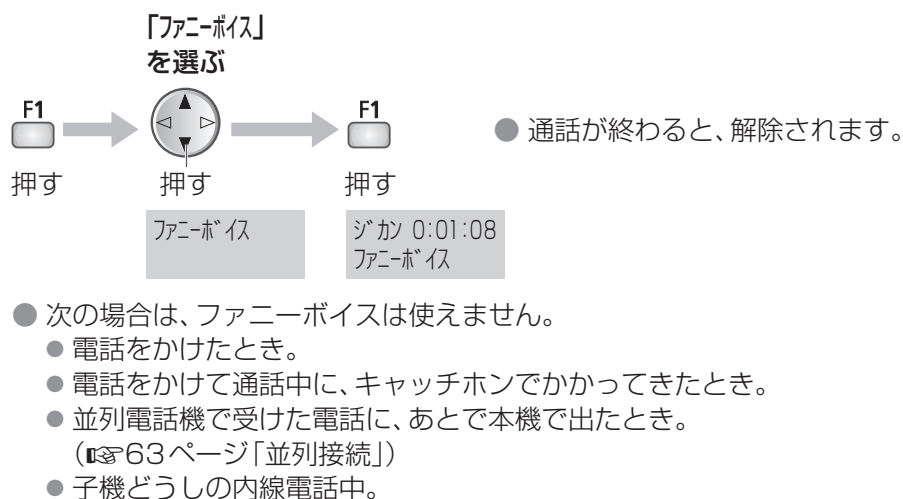 「ファニーボイス」
を選ぶ
F1
F1
● 通話が終わると、解除されます。
押す
押す
押す
ファニーボイス
ジカン 0:01:08
ファニーボイス
● 次の場合は、ファニーボイスは使えません。
● 電話をかけたとき。
● 電話をかけて通話中に、キャッチホンでかかってきたとき。
● 並列電話機で受けた電話に、あとで本機で出たとき。
(☞63ページ「並列接続」)
● 子機どうしの内線電話中。